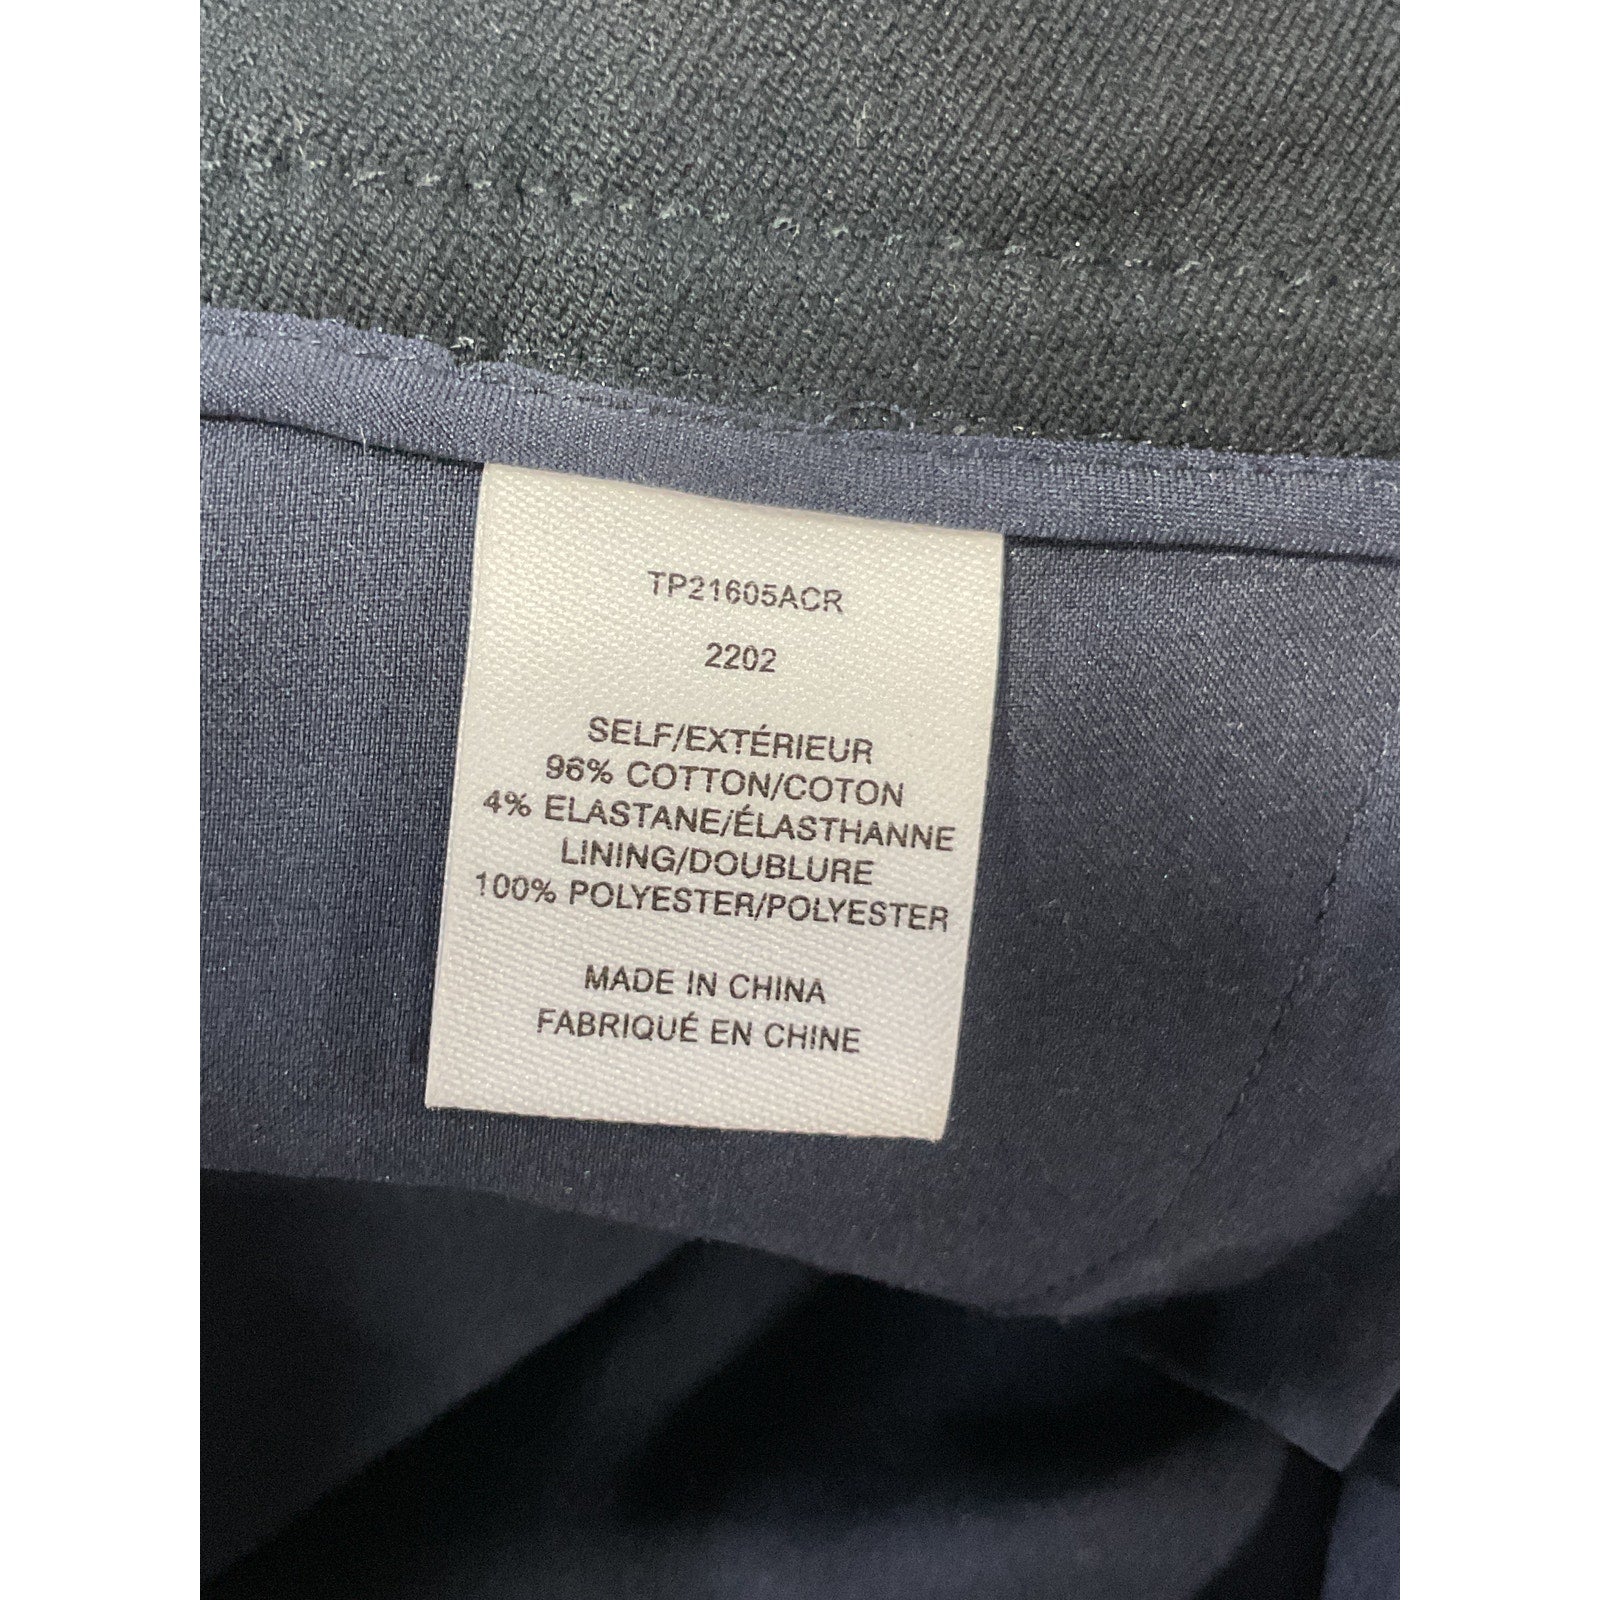 TP21605ACR
2202
SELF/EXTÉRIEUR
96% COTTON/COTON
4% ELASTANE/ÉLASTHANNE
LINING/DOUBLURE
100% POLYESTER/POLYESTER
MADE IN CHINA
FABRIQUÉ EN CHINE